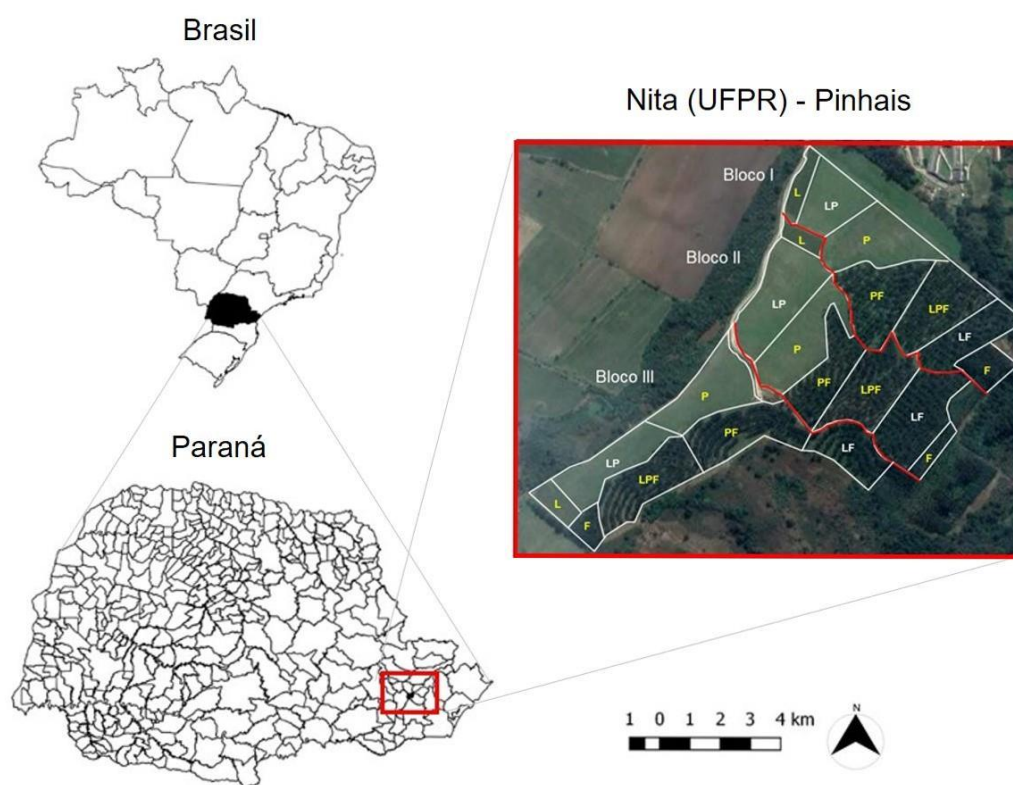 Brasil
Nita (UFPR) - Pinhais
Bloco I
L
LP
L
P
Bloco II
LP
PF
LPF
LF
P
F
PF
LPF
LF
Bloco III
P
PF
LF
F
LP
LPF
L
F
Paraná
1 0 1 2 3 4 km
N